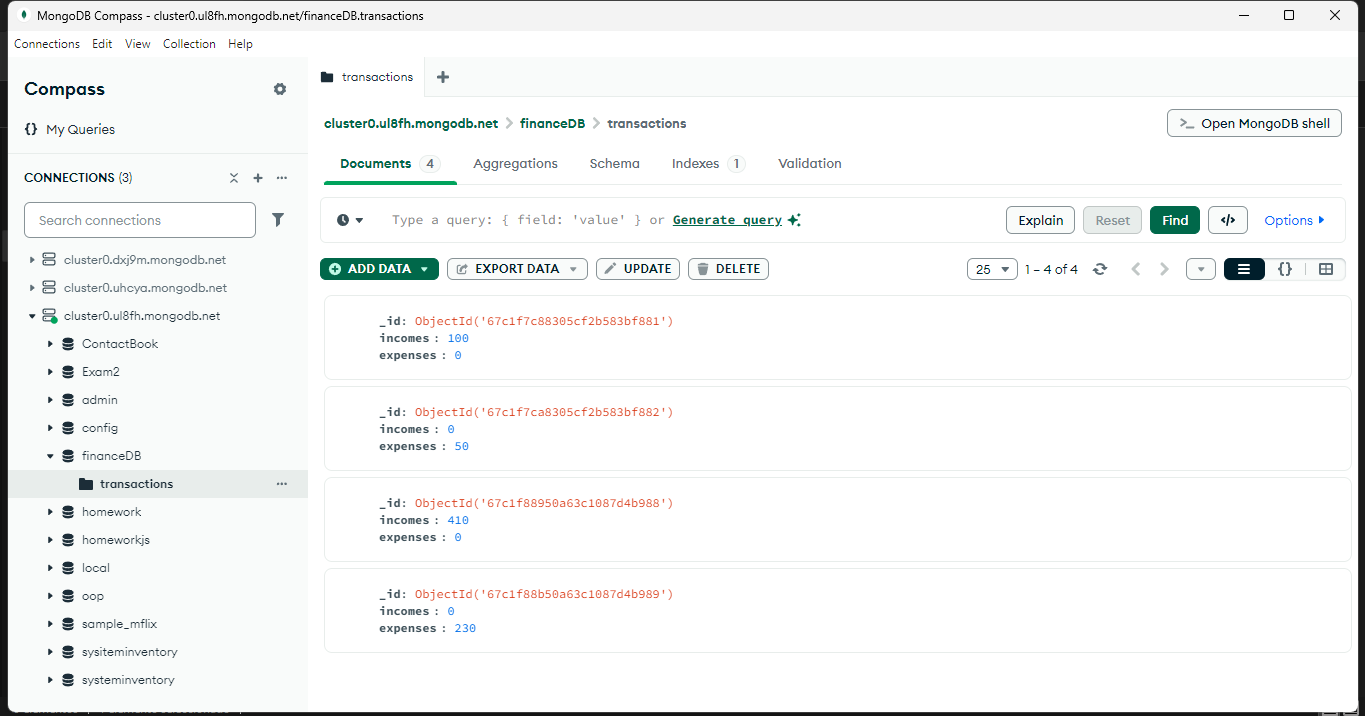 MongoDB Compass - cluster0.ul8fh.mongodb.net/financeDB.transactions
Connections Edit View Collection Help
Compass
{} My Queries
CONNECTIONS (3)
Search connections
cluster0.dxj9m.mongodb.net
cluster0.uhcya.mongodb.net
cluster0.ul8fh.mongodb.net
ContactBook
Exam2
admin
config
financeDB
transactions
homework
homeworkjs
local
oop
sample_mflix
sysiteminventory
systeminventory
transactions
cluster0.ul8fh.mongodb.net > financeDB > transactions
>_ Open MongoDB shell
Documents 4 Aggregations Schema Indexes 1 Validation
Type a query: { field: 'value' } or Generate query
Explain Reset Find </> Options
ADD DATA EXPORT DATA UPDATE DELETE
25 1 – 4 of 4 {}
_id: ObjectId('67c1f7c88305cf2b583bf881')
incomes : 100
expenses : 0
_id: ObjectId('67c1f7ca8305cf2b583bf882')
incomes : 0
expenses : 50
_id: ObjectId('67c1f88950a63c1087d4b988')
incomes : 410
expenses : 0
_id: ObjectId('67c1f88b50a63c1087d4b989')
incomes : 0
expenses : 230